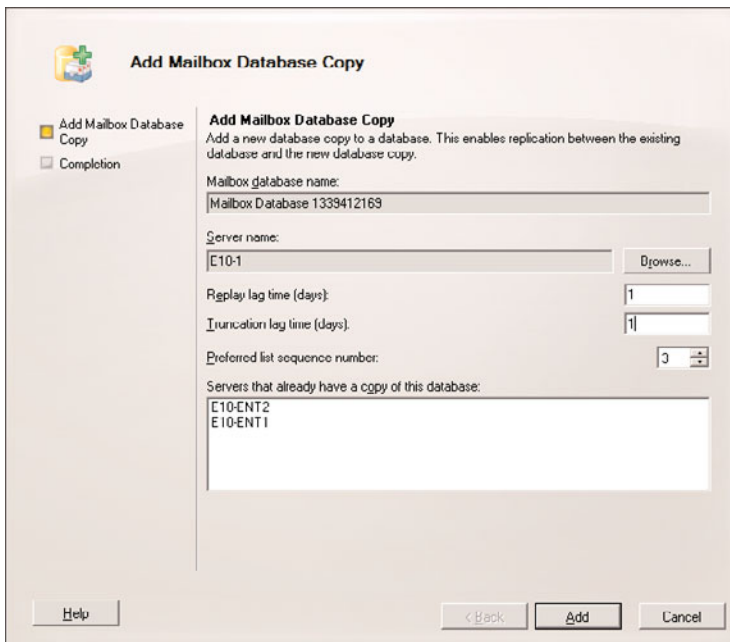 Add Mailbox Database Copy
Add Mailbox Database Copy
Completion
Add Mailbox Database Copy
Add a new database copy to a database. This enables replication between the existing
database and the new database copy.
Mailbox database name:
Mailbox Database 1339412169
Server name:
E10-1
Browse...
Replay lag time (days):
1
Truncation lag time (days):
1
Preferred list sequence number:
3
Servers that already have a copy of this database:
E10-ENT2
E10-ENT1
Help
< Back
Add
Cancel